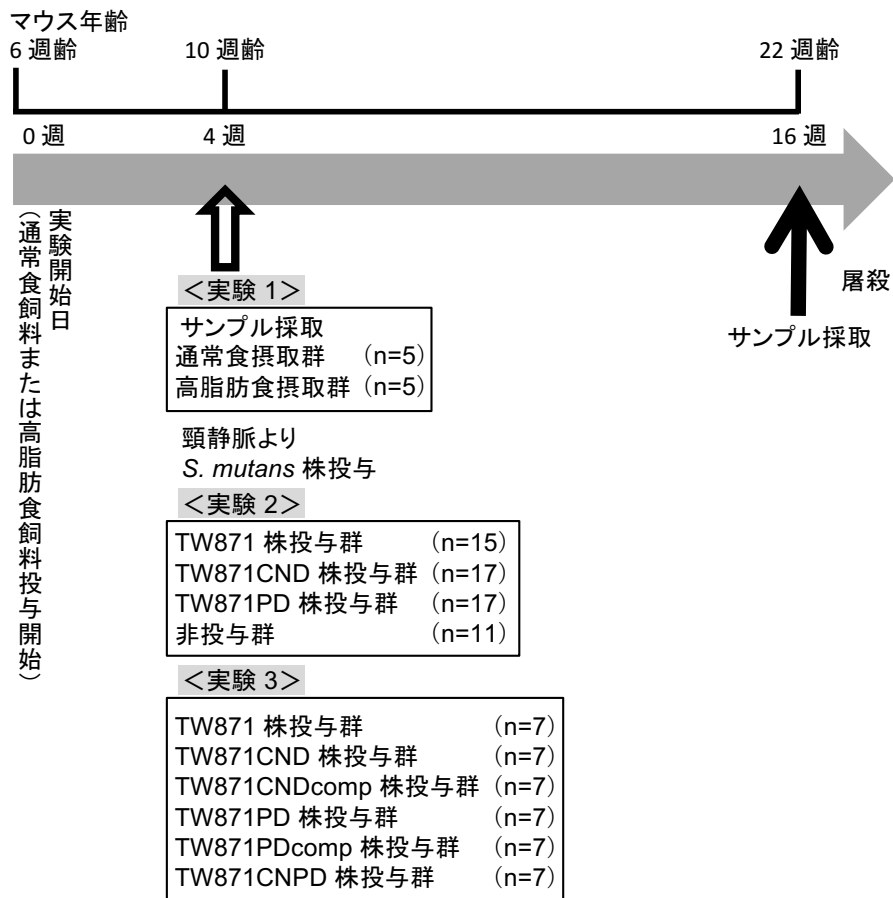 マウス年齢
6 週齢
10 週齢
22 週齢
0 週
4 週
16 週
実験開始日
（通常食飼料または高脂肪食飼料投与開始）
＜実験 1＞
サンプル採取
通常食摂取群 （n=5）
高脂肪食摂取群（n=5）
頸静脈より
S. mutans 株投与
＜実験 2＞
TW871 株投与群 （n=15）
TW871CND 株投与群（n=17）
TW871PD 株投与群 （n=17）
非投与群 （n=11）
＜実験 3＞
TW871 株投与群 （n=7）
TW871CND 株投与群 （n=7）
TW871CNDcomp 株投与群（n=7）
TW871PD 株投与群 （n=7）
TW871PDcomp 株投与群 （n=7）
TW871CNPD 株投与群 （n=7）
屠殺
サンプル採取